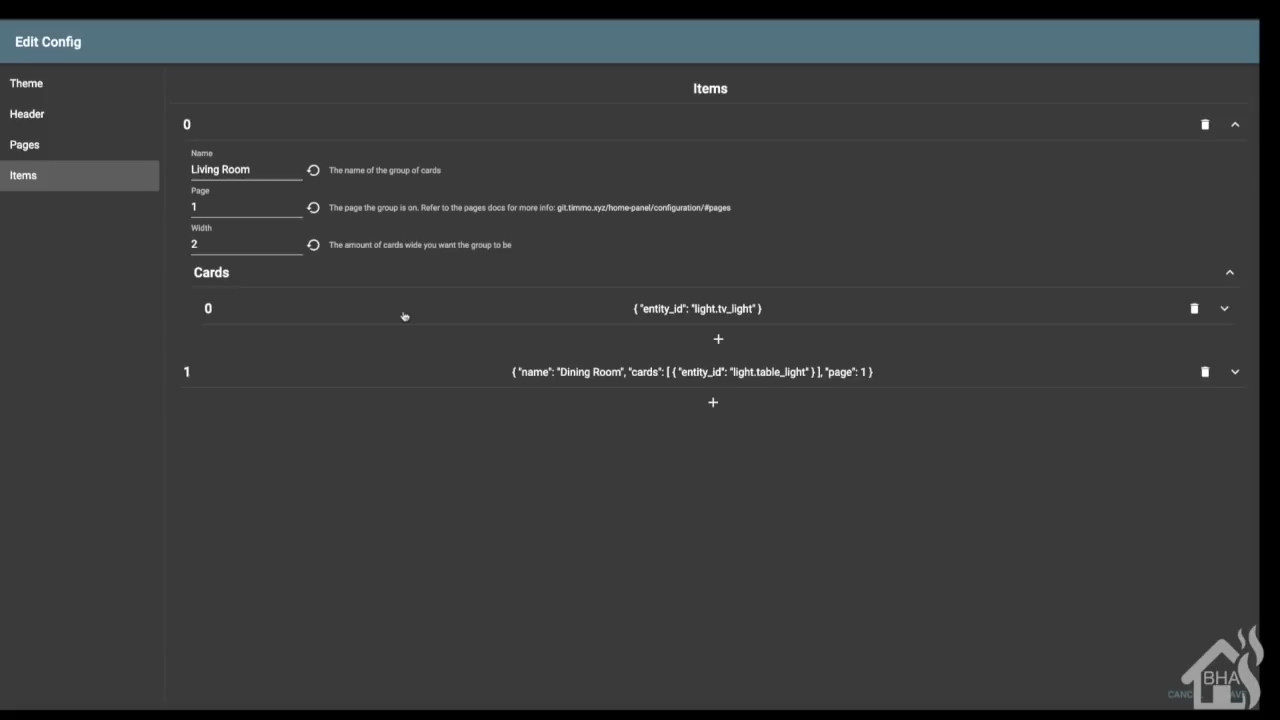 Edit Config
Theme
Header
Pages
Items
Items
0
Name
Living Room
The name of the group of cards
Page
1
The page the group is on. Refer to the pages docs for more info: git.timmo.xyz/home-panel/configuration/#pages
Width
2
The amount of cards wide you want the group to be
Cards
0 { "entity_id": "light.tv_light" }
+
1 { "name": "Dining Room", "cards": [ { "entity_id": "light.table_light" } ], "page": 1 }
+
BHA